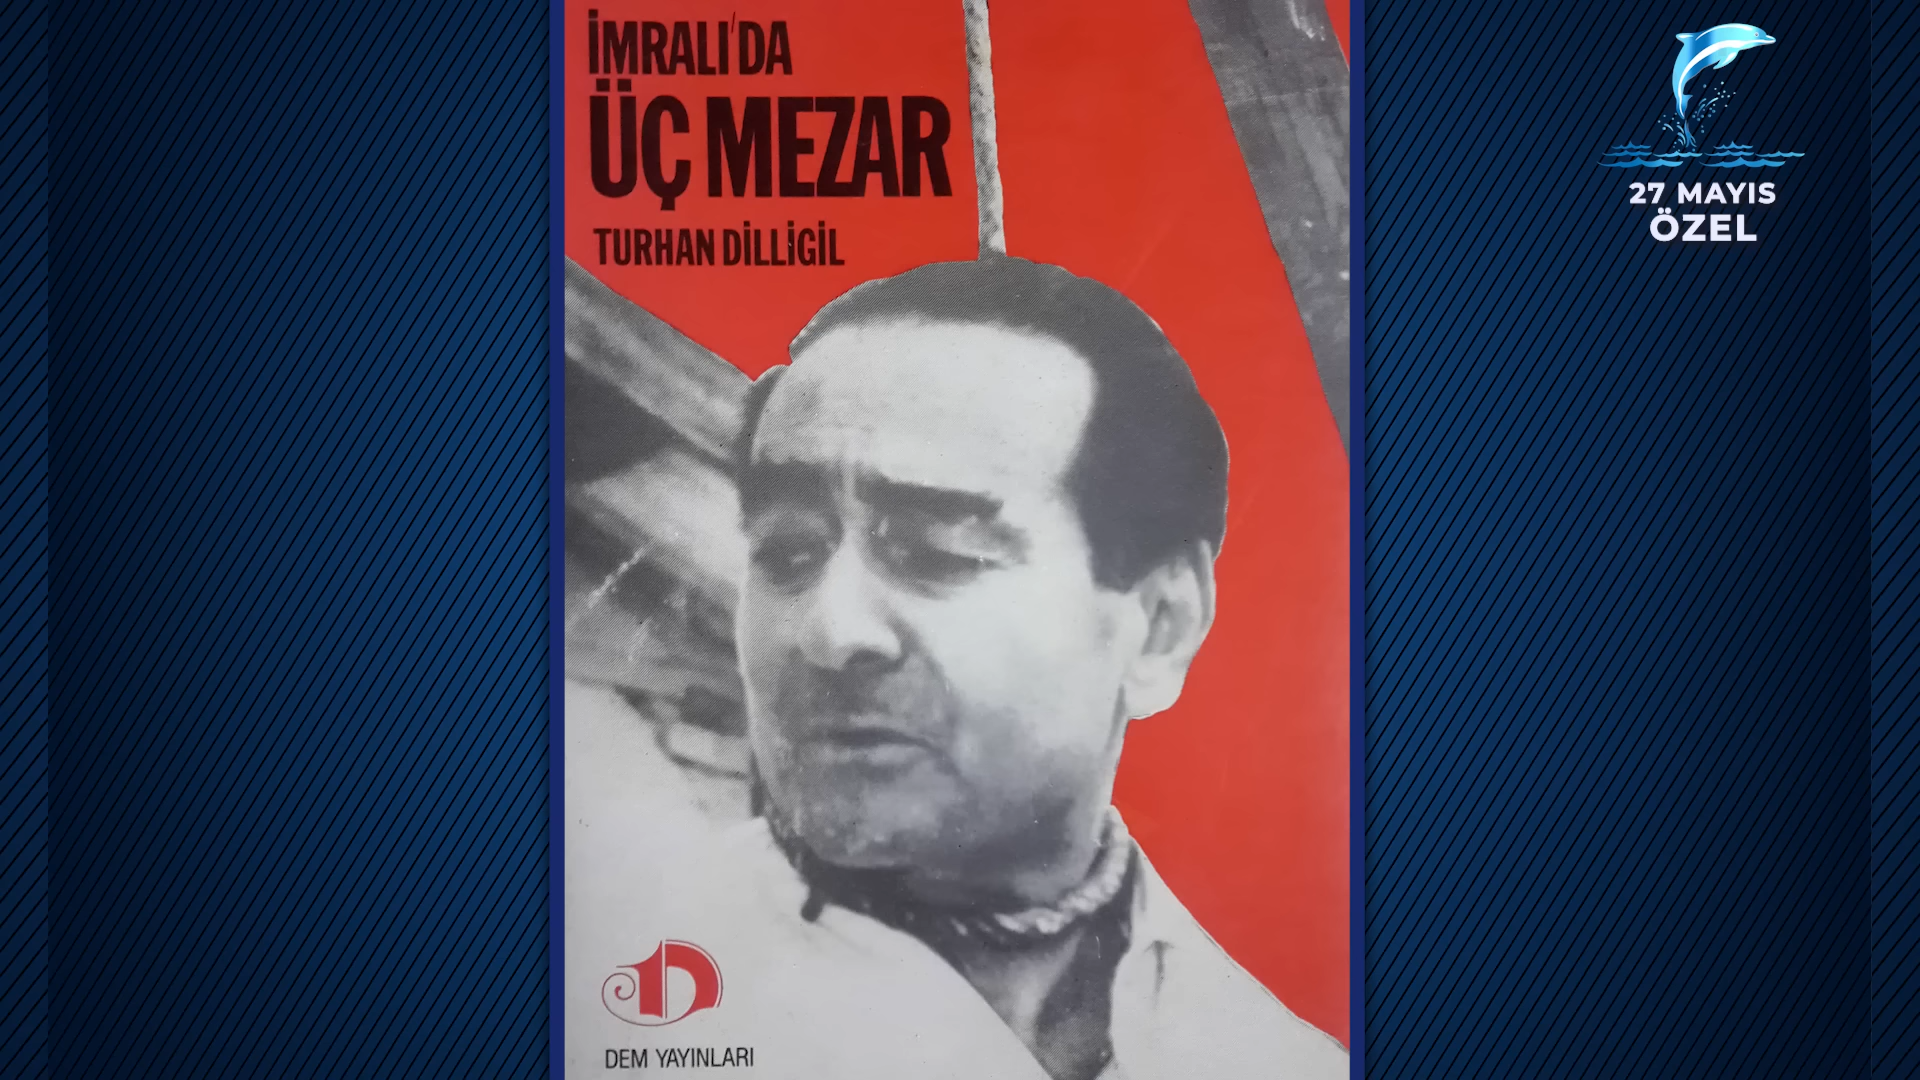 İMRALI'DA
ÜÇ MEZAR
TURHAN DİLLİGİL
DEM YAYINLARI
27 MAYIS
ÖZEL